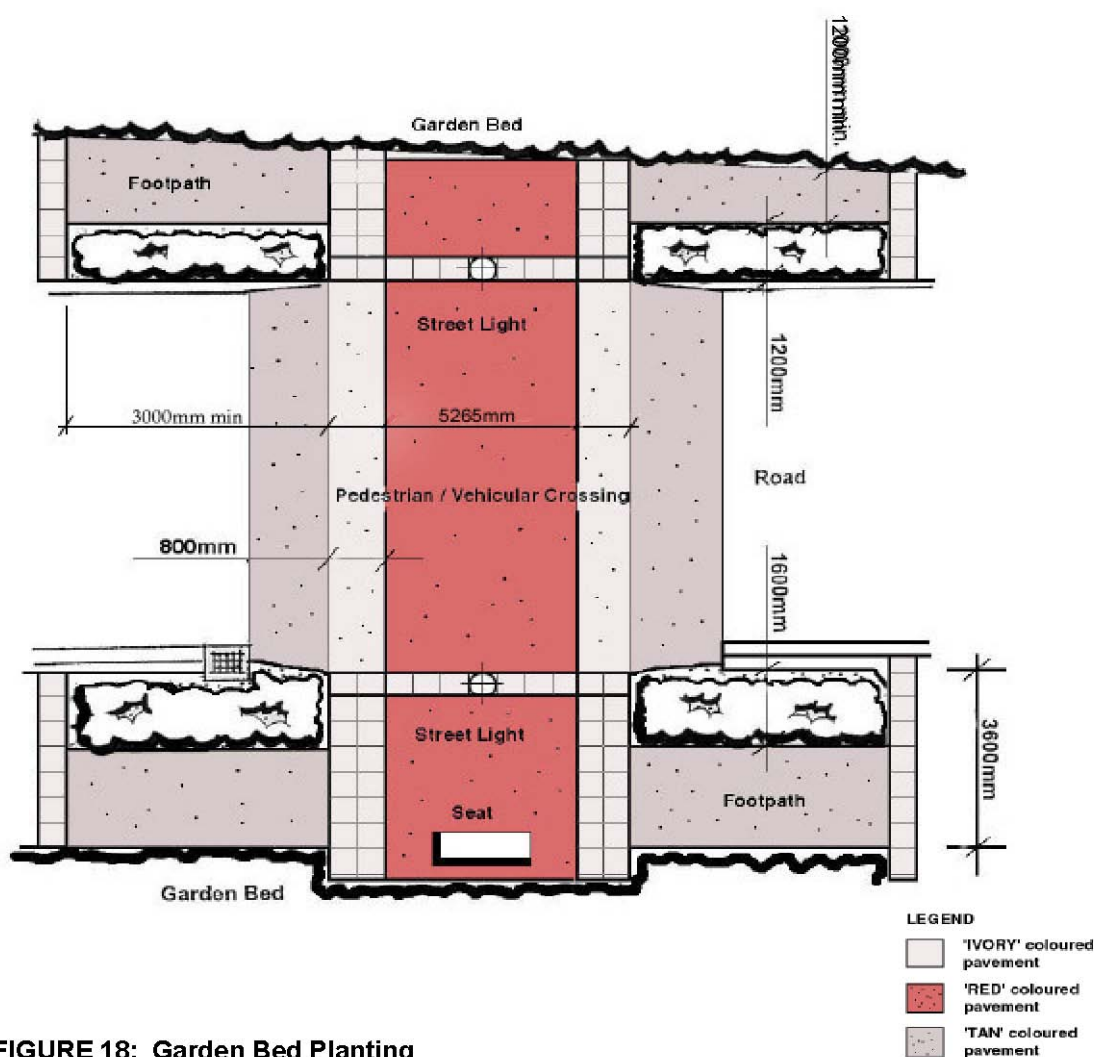 Garden Bed
Footpath
Street Light
1200mm
3000mm min
5265mm
Road
Pedestrian / Vehicular Crossing
800mm
1600mm
Street Light
3600mm
Seat
Footpath
Garden Bed
LEGEND
'IVORY' coloured
pavement
'RED' coloured
pavement
'TAN' coloured
pavement
FIGURE 18: Garden Bed Planting